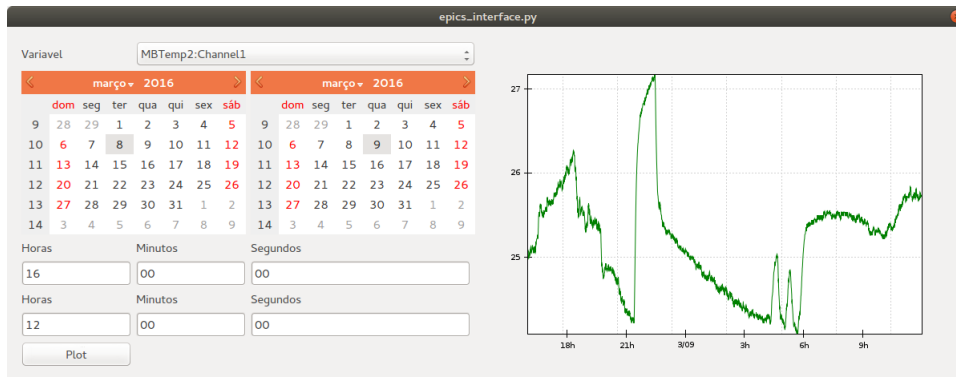 epics_interface.py
Variavel MBTemp2:Channel1
março 2016 março 2016
dom seg ter qua qui sex sáb dom seg ter qua qui sex sáb
9 28 29 1 2 3 4 5 9 28 29 1 2 3 4 5
10 6 7 8 9 10 11 12 10 6 7 8 9 10 11 12
11 13 14 15 16 17 18 19 11 13 14 15 16 17 18 19
12 20 21 22 23 24 25 26 12 20 21 22 23 24 25 26
13 27 28 29 30 31 1 2 13 27 28 29 30 31 1 2
14 3 4 5 6 7 8 9 14 3 4 5 6 7 8 9
Horas Minutos Segundos
16 00 00
Horas Minutos Segundos
12 00 00
Plot
27
26
25
18h 21h 3/09 3h 6h 9h